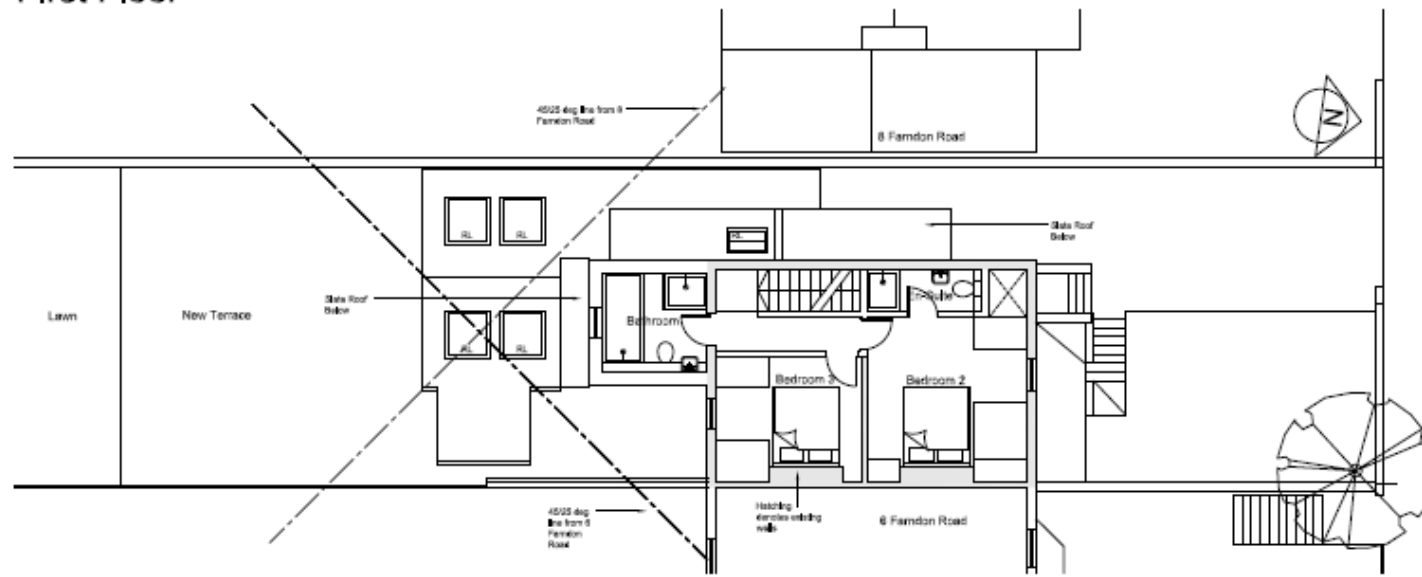 First Floor
45/25 deg line from 8
Farndon Road
8 Farndon Road
N
RL
RL
RL
Slate Roof
Below
Slate Roof
Below
En-Suite
Lawn
New Terrace
Bathroom
RL
RL
Bedroom 3
Bedroom 2
45/25 deg
line from 6
Farndon
Road
Hatching
denotes existing
walls
6 Farndon Road